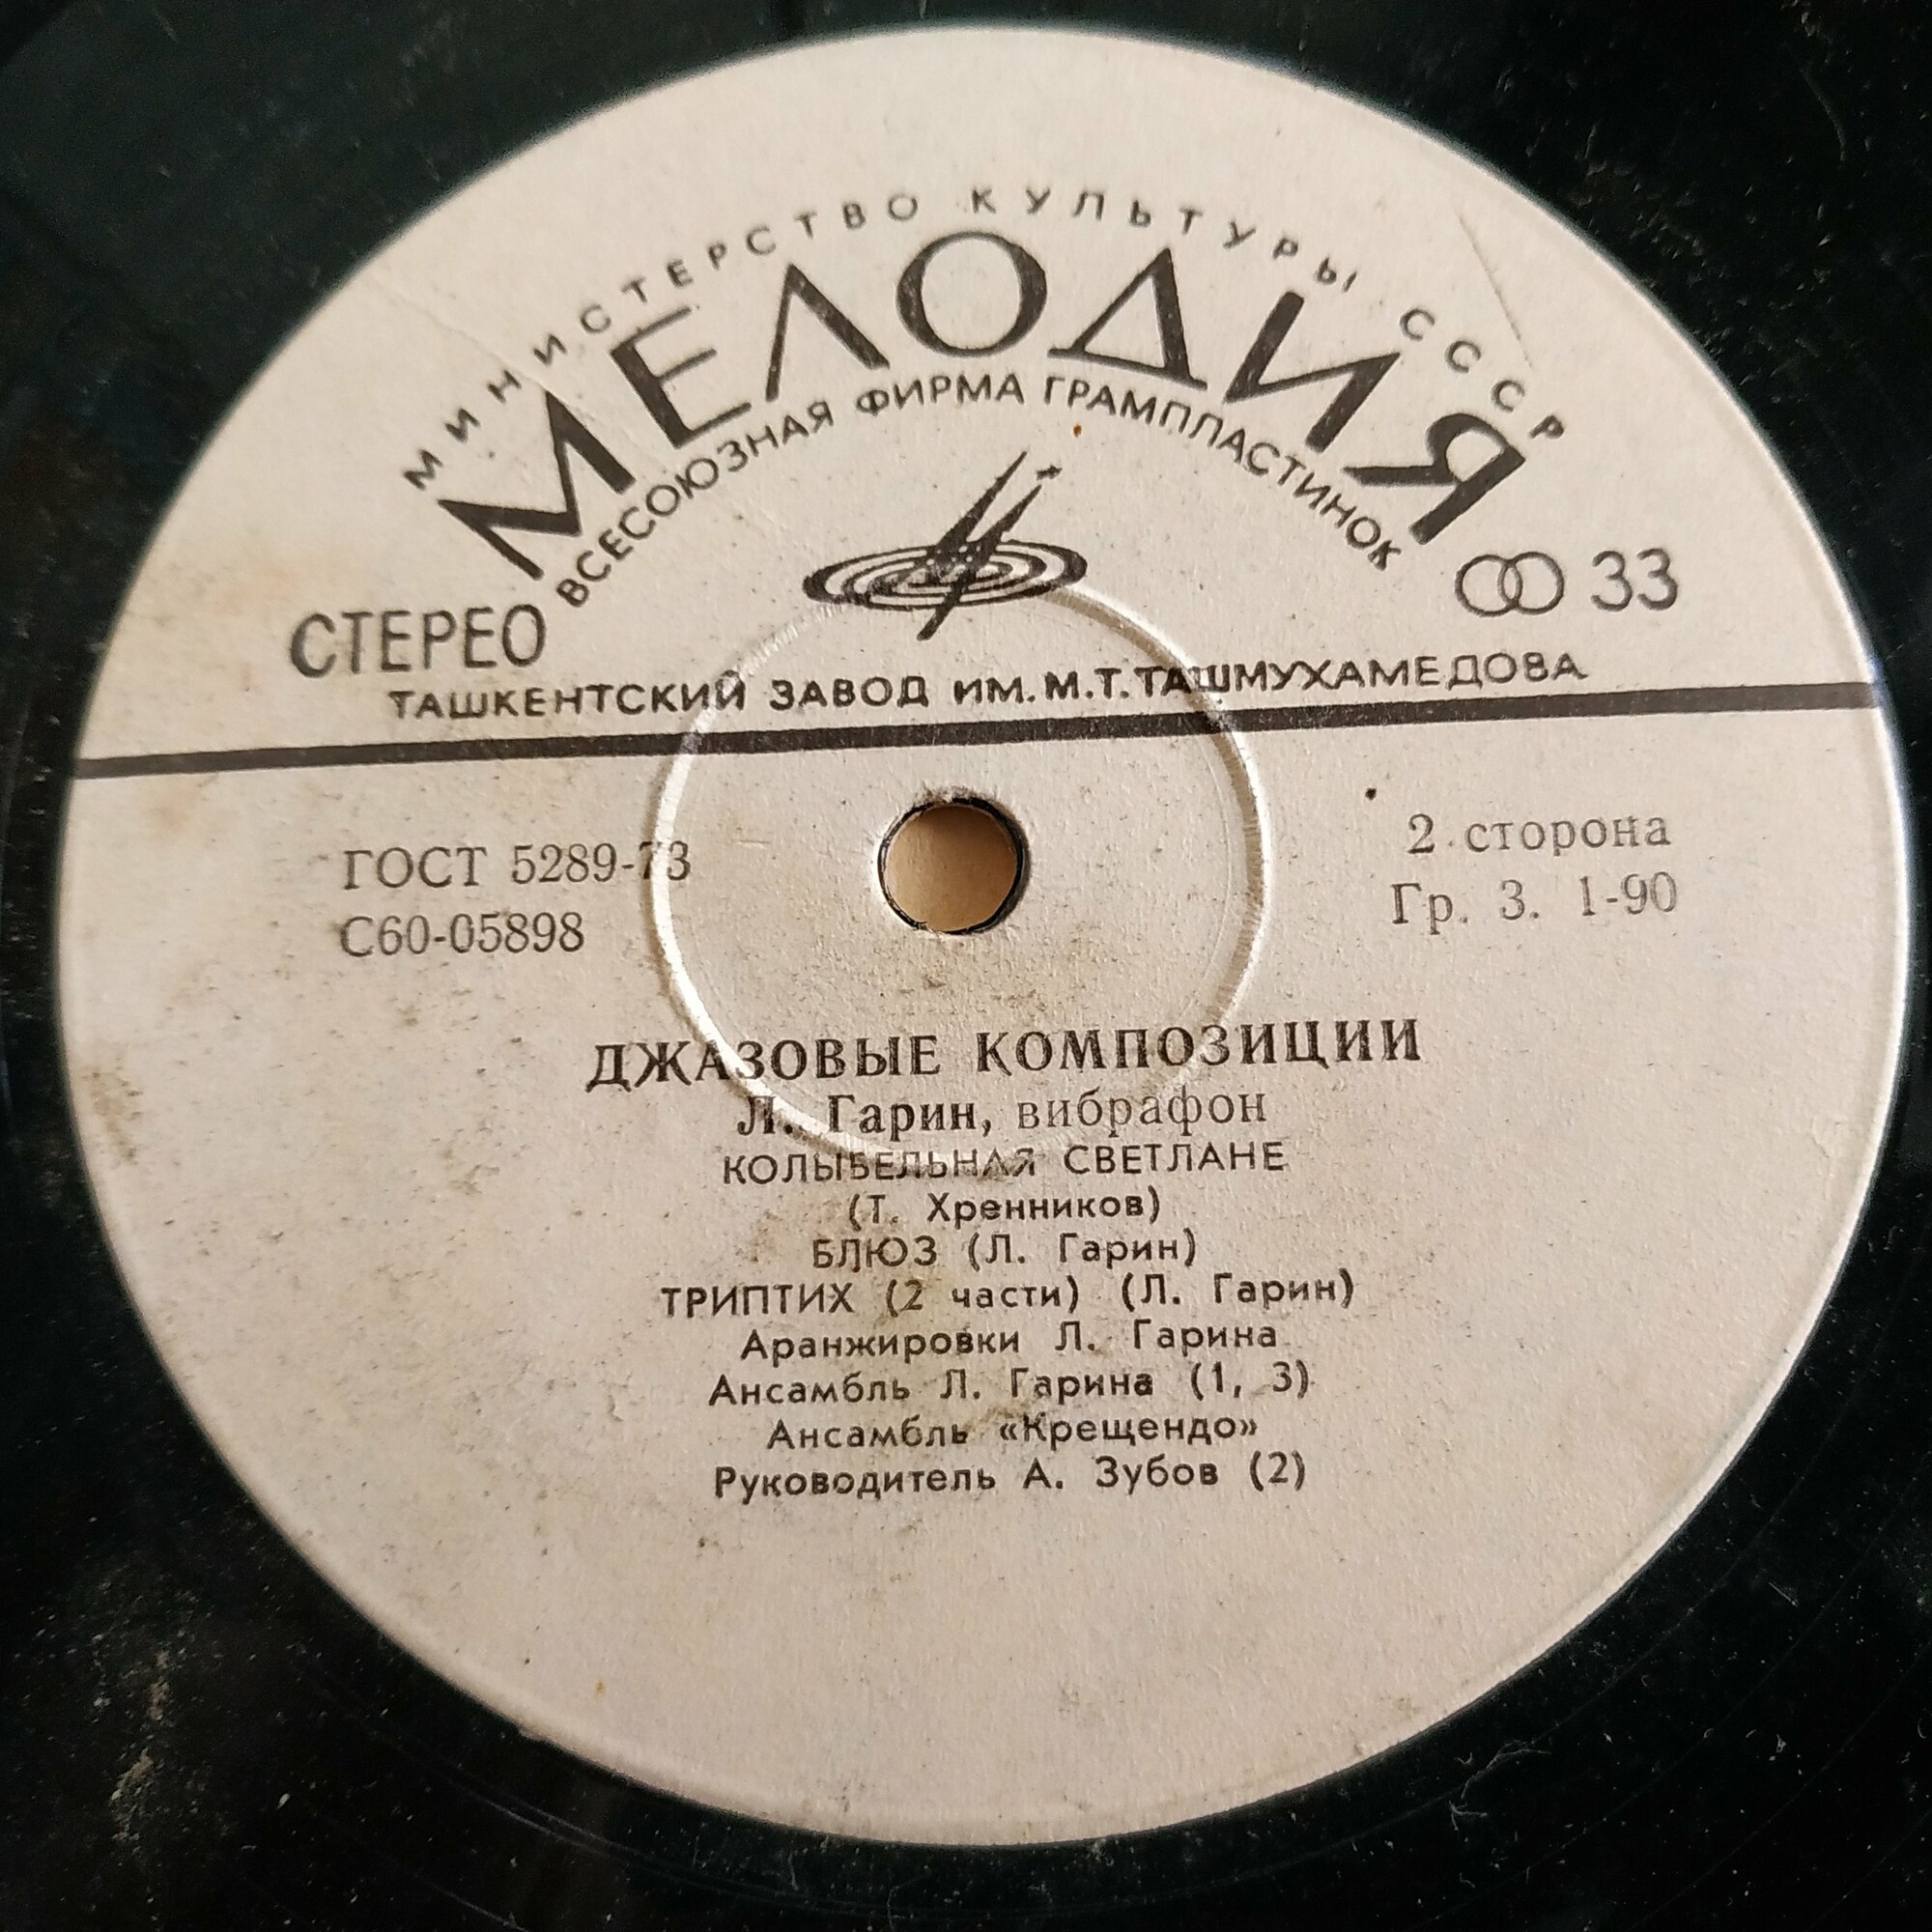 МИНИСТЕРСТВО КУЛЬТУРЫ СССР
МЕЛОДИЯ
ВСЕСОЮЗНАЯ ФИРМА ГРАМПЛАСТИНОК
СТЕРЕО
33
ТАШКЕНТСКИЙ ЗАВОД ИМ. М.Т. ТАШМУХАМЕДОВА
ГОСТ 5289-73
С60-05898
2 сторона
Гр. 3. 1-90
ДЖАЗОВЫЕ КОМПОЗИЦИИ
Л. Гарин, вибрафон
КОЛЫБЕЛЬНАЯ СВЕТЛАНЕ
(Т. Хренников)
БЛЮЗ (Л. Гарин)
ТРИПТИХ (2 части) (Л. Гарин)
Аранжировки Л. Гарина
Ансамбль Л. Гарина (1, 3)
Ансамбль «Крещендо»
Руководитель А. Зубов (2)